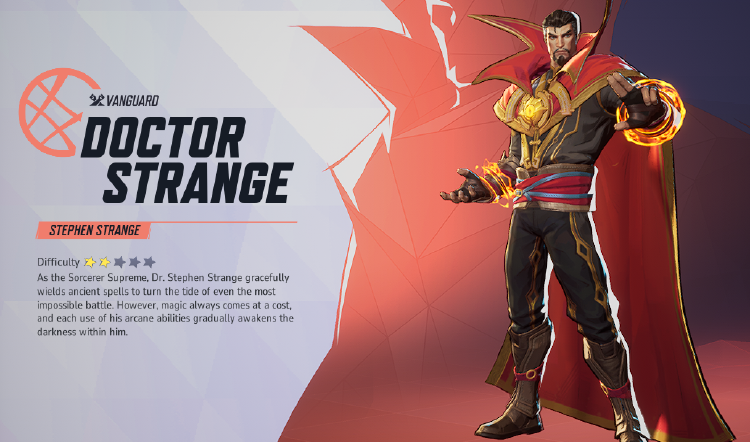 VANGUARD
DOCTOR
STRANGE
STEPHEN STRANGE
Difficulty
As the Sorcerer Supreme, Dr. Stephen Strange gracefully
wields ancient spells to turn the tide of even the most
impossible battle. However, magic always comes at a cost,
and each use of his arcane abilities gradually awakens the
darkness within him.